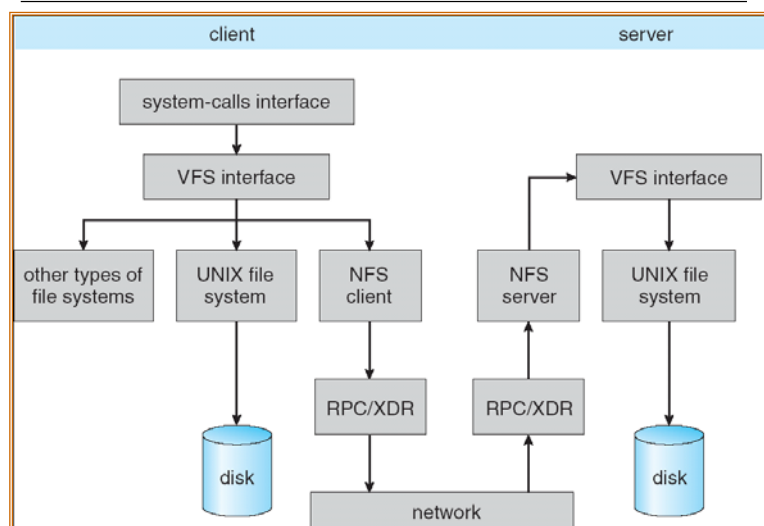 client
server
system-calls interface
VFS interface
VFS interface
other types of
file systems
UNIX file
system
NFS
client
NFS
server
UNIX file
system
RPC/XDR
RPC/XDR
disk
disk
network